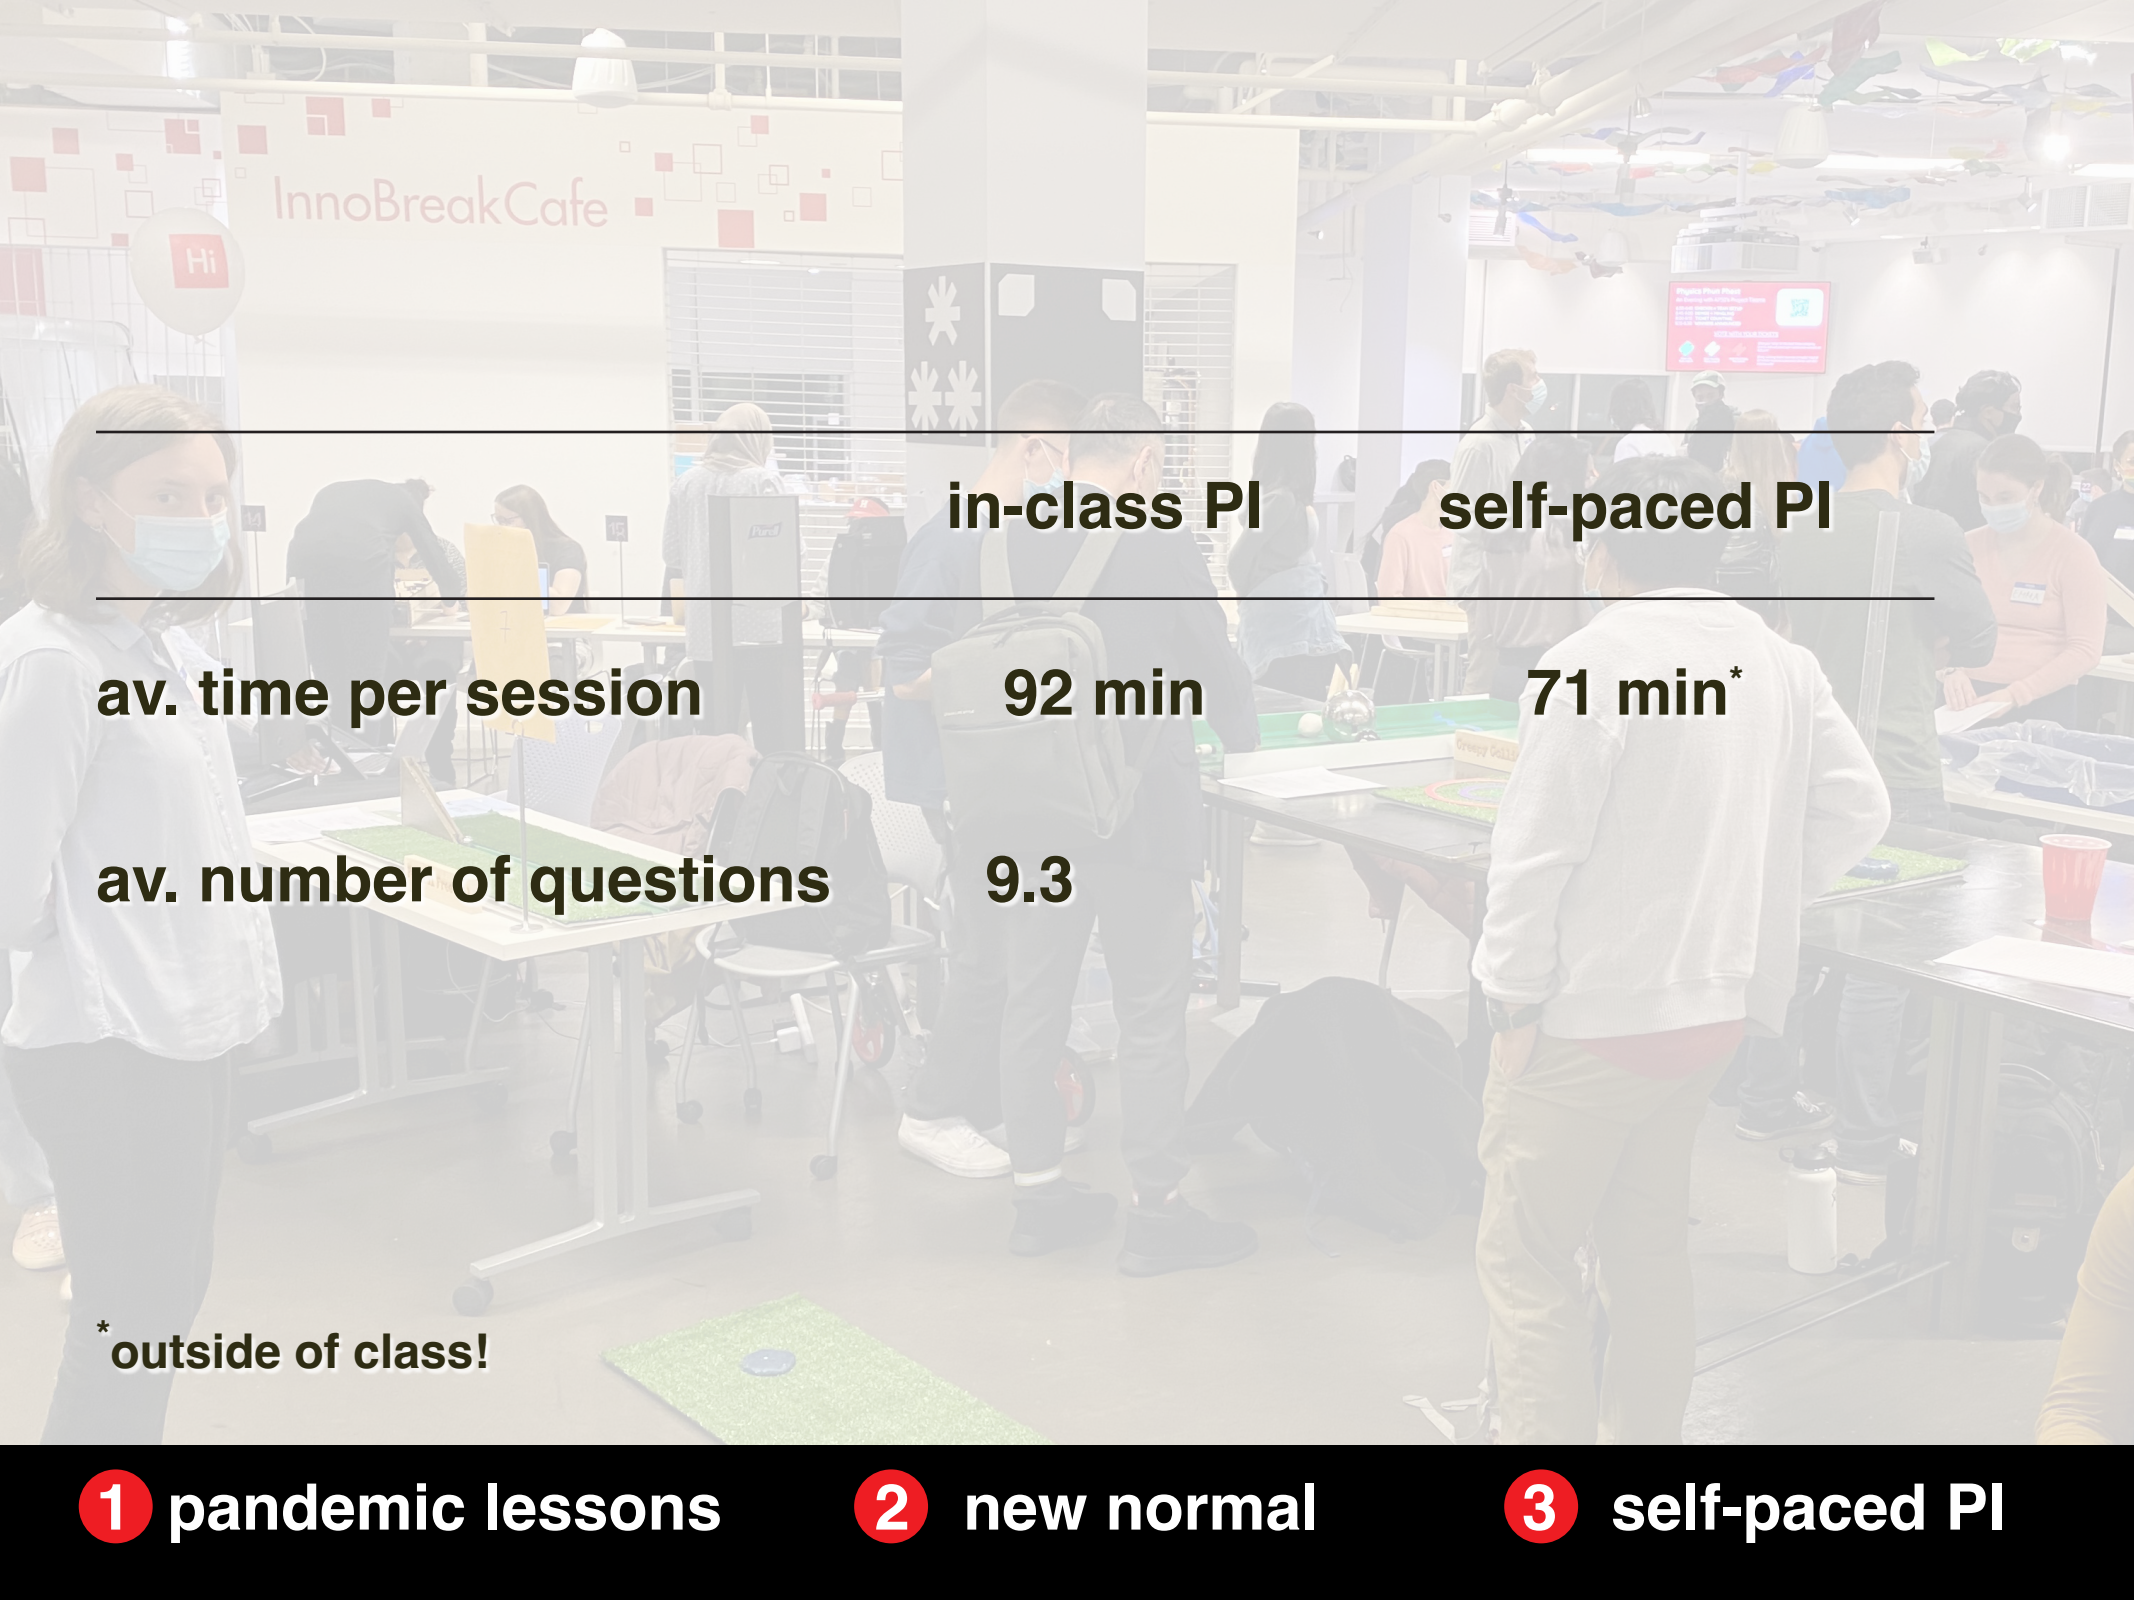 InnoBreakCafe
Hi
in-class PI self-paced PI
av. time per session 92 min 71 min*
av. number of questions 9.3
*outside of class!
1 pandemic lessons 2 new normal 3 self-paced PI